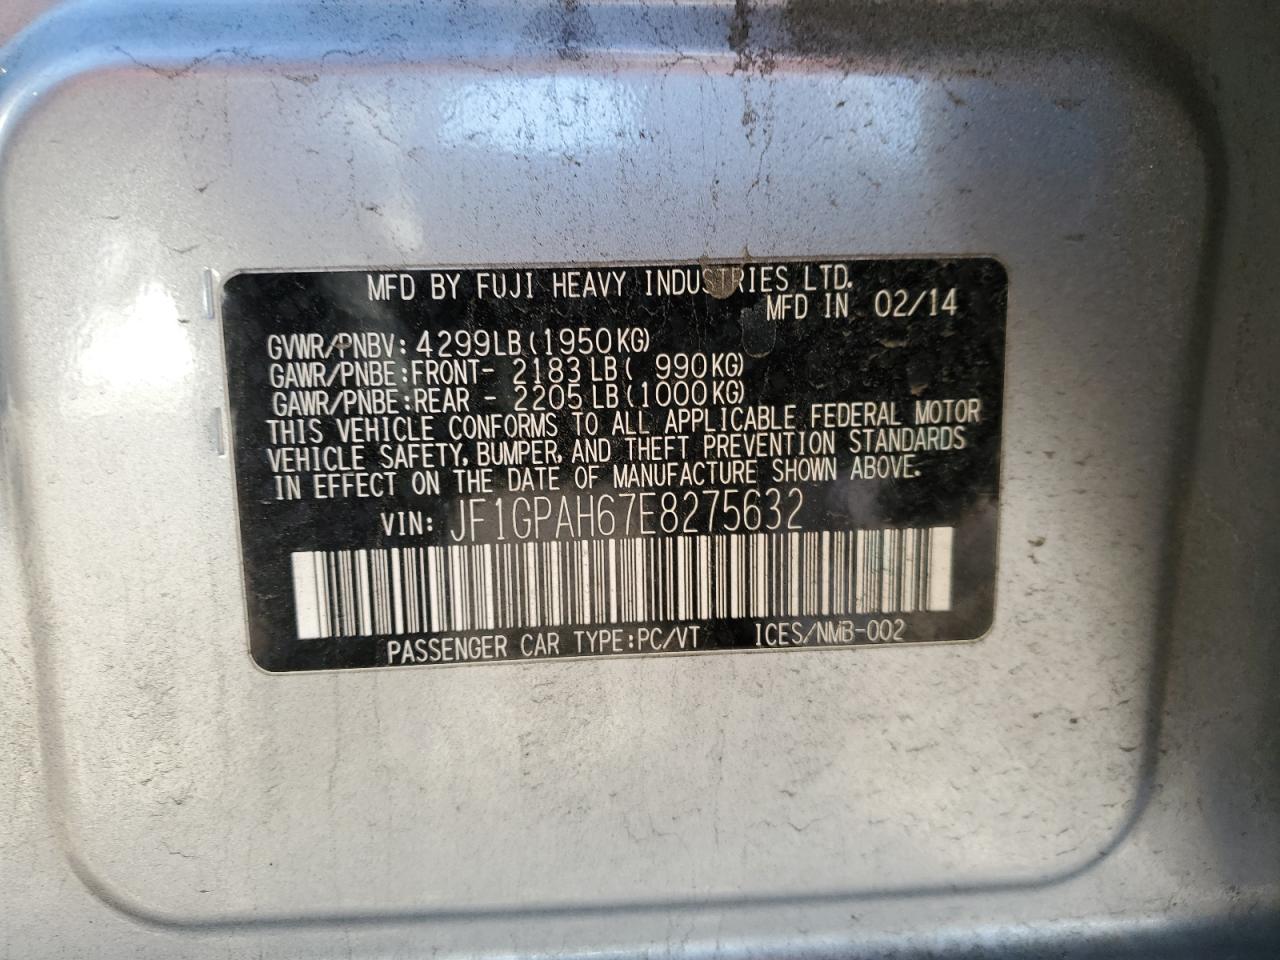 MFD BY FUJI HEAVY INDUSTRIES LTD.
MFD IN 02/14
GVWR/PNBV: 4299LB(1950KG)
GAWR/PNBE:FRONT- 2183LB( 990KG)
GAWR/PNBE:REAR - 2205LB(1000KG)
THIS VEHICLE CONFORMS TO ALL APPLICABLE FEDERAL MOTOR
VEHICLE SAFETY, BUMPER, AND THEFT PREVENTION STANDARDS
IN EFFECT ON THE DATE OF MANUFACTURE SHOWN ABOVE.
VIN: JF1GPAH67E8275632
PASSENGER CAR TYPE:PC/VT ICES/NMB-002